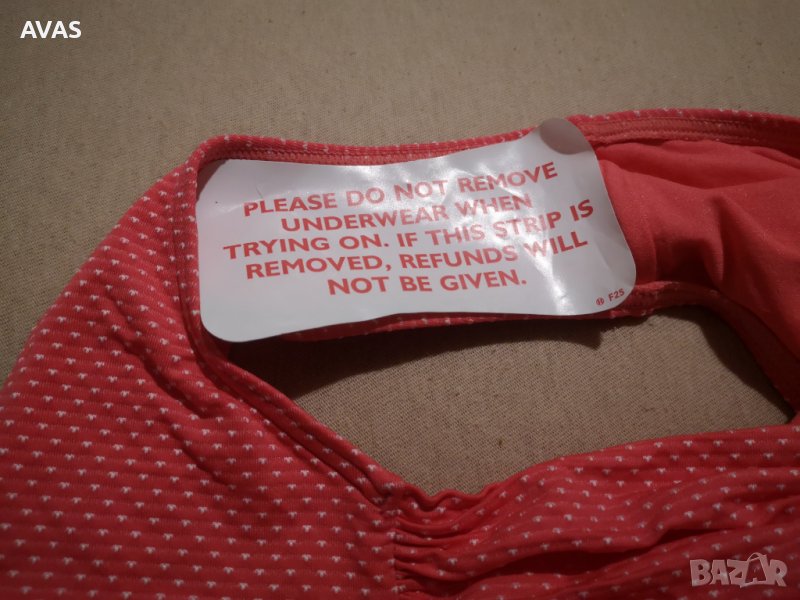 AVAS
PLEASE DO NOT REMOVE
UNDERWEAR WHEN
TRYING ON. IF THIS STRIP IS
REMOVED, REFUNDS WILL
NOT BE GIVEN.
F25
BAZAR